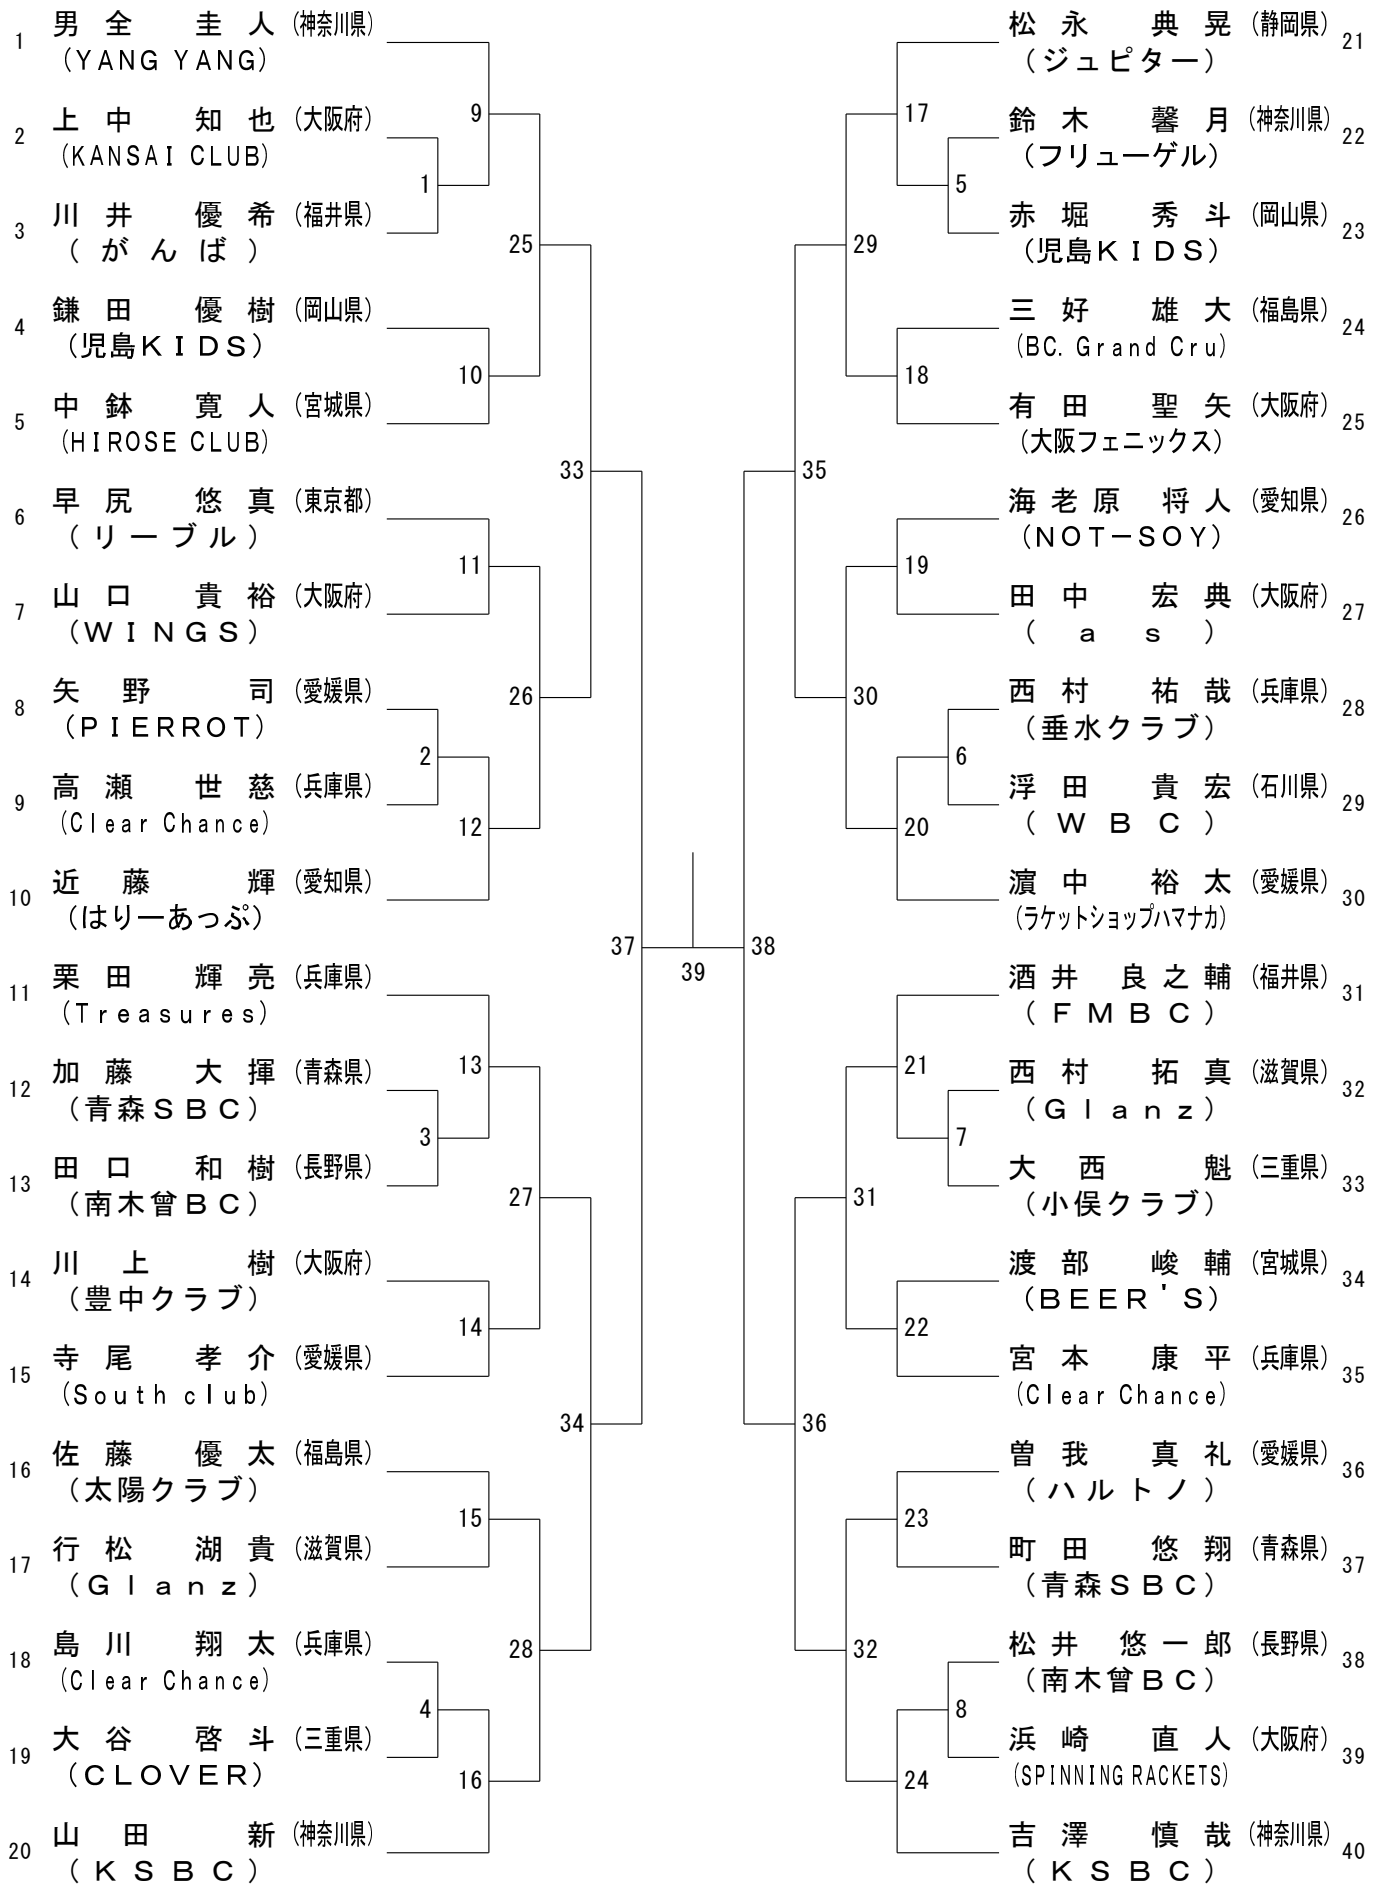 1 男全 圭人 (神奈川県)
(YANG YANG)
2 上中 知也 (大阪府)
(KANSAI CLUB)
1
3 川井 優希 (福井県)
(がんば)
9
4 鎌田 優樹 (岡山県)
(児島KIDS)
10
5 中鉢 寛人 (宮城県)
(HIROSE CLUB)
25
6 早尻 悠真 (東京都)
(リーブル)
11
7 山口 貴裕 (大阪府)
(WINGS)
8 矢野 司 (愛媛県)
(PIERROT)
2
9 高瀬 世慈 (兵庫県)
(Clear Chance)
12
10 近藤 輝 (愛知県)
(はりーあっぷ)
26
33
11 栗田 輝亮 (兵庫県)
(Treasures)
12 加藤 大揮 (青森県)
(青森SBC)
3
13 田口 和樹 (長野県)
(南木曾BC)
13
14 川上 樹 (大阪府)
(豊中クラブ)
14
15 寺尾 孝介 (愛媛県)
(South club)
27
16 佐藤 優太 (福島県)
(太陽クラブ)
15
17 行松 湖貴 (滋賀県)
(Glanz)
18 島川 翔太 (兵庫県)
(Clear Chance)
4
19 大谷 啓斗 (三重県)
(CLOVER)
16
20 山田 新 (神奈川県)
(KSBC)
28
34
37
39
38
松永 典晃 (静岡県) 21
(ジュピター)
17
鈴木 馨月 (神奈川県) 22
(フリューゲル)
5
赤堀 秀斗 (岡山県) 23
(児島KIDS)
29
三好 雄大 (福島県) 24
(BC. Grand Cru)
18
有田 聖矢 (大阪府) 25
(大阪フェニックス)
35
海老原 将人 (愛知県) 26
(NOT-SOY)
19
田中 宏典 (大阪府) 27
(as)
30
西村 祐哉 (兵庫県) 28
(垂水クラブ)
6
浮田 貴宏 (石川県) 29
(WBC)
20
濵中 裕太 (愛媛県) 30
(ラケットショップハマナカ)
酒井 良之輔 (福井県) 31
(FMBC)
21
西村 拓真 (滋賀県) 32
(Glanz)
7
大西 魁 (三重県) 33
(小俣クラブ)
31
渡部 峻輔 (宮城県) 34
(BEER'S)
22
宮本 康平 (兵庫県) 35
(Clear Chance)
36
曽我 真礼 (愛媛県) 36
(ハルトノ)
23
町田 悠翔 (青森県) 37
(青森SBC)
32
松井 悠一郎 (長野県) 38
(南木曾BC)
8
浜崎 直人 (大阪府) 39
(SPINNING RACKETS)
24
吉澤 慎哉 (神奈川県) 40
(KSBC)